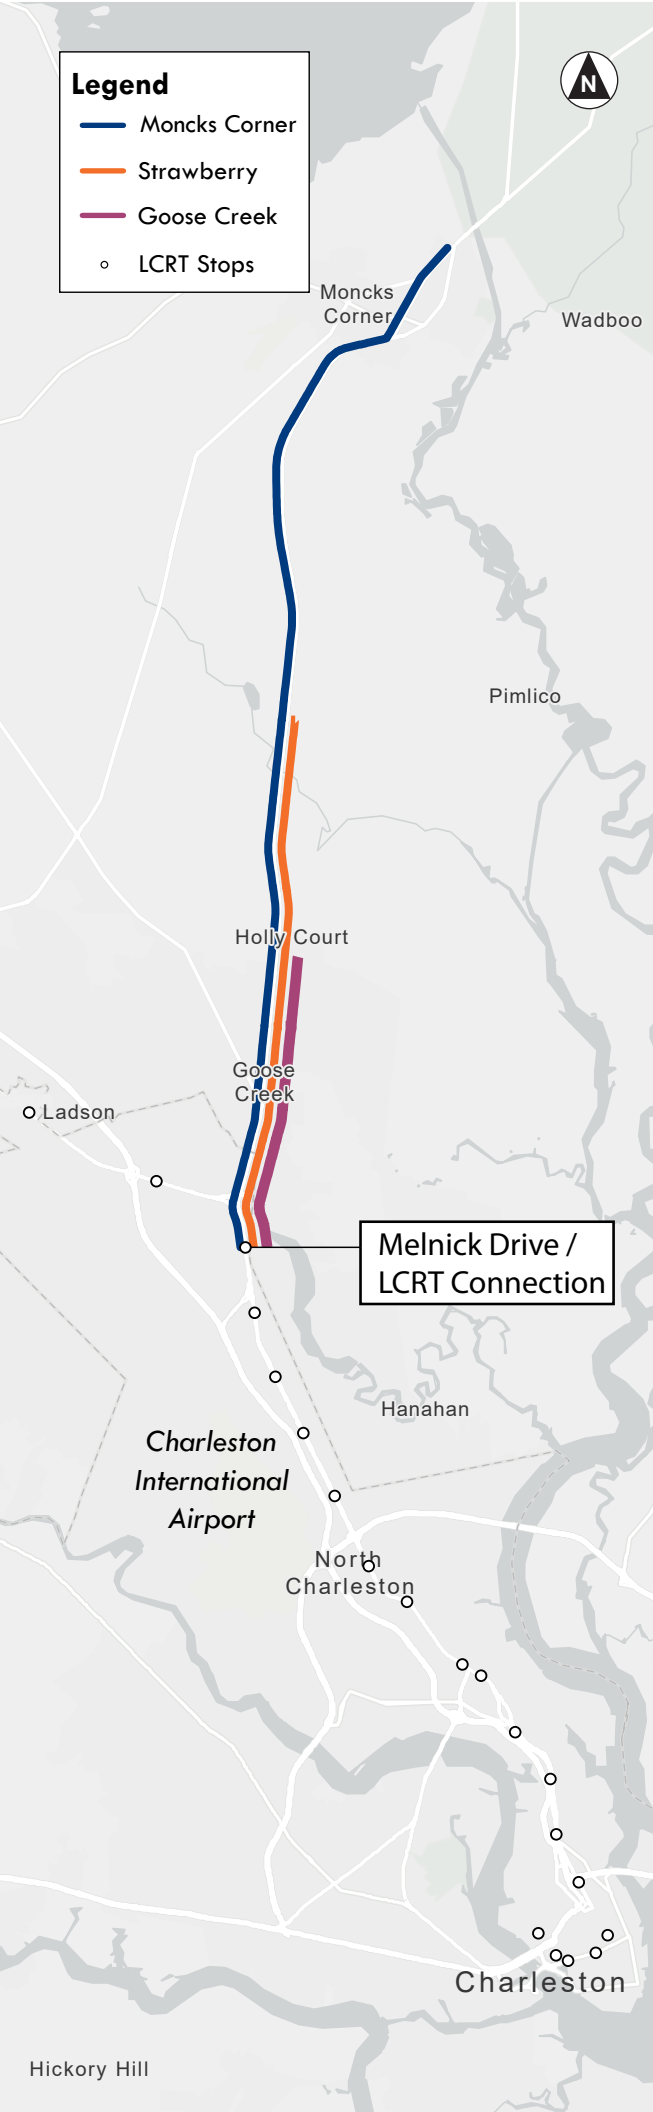 Legend
Moncks Corner
Strawberry
Goose Creek
LCRT Stops
N
Moncks
Corner
Wadboo
Pimlico
Holly Court
Goose
Creek
Ladson
Melnick Drive /
LCRT Connection
Hanahan
Charleston
International
Airport
North
Charleston
Charleston
Hickory Hill